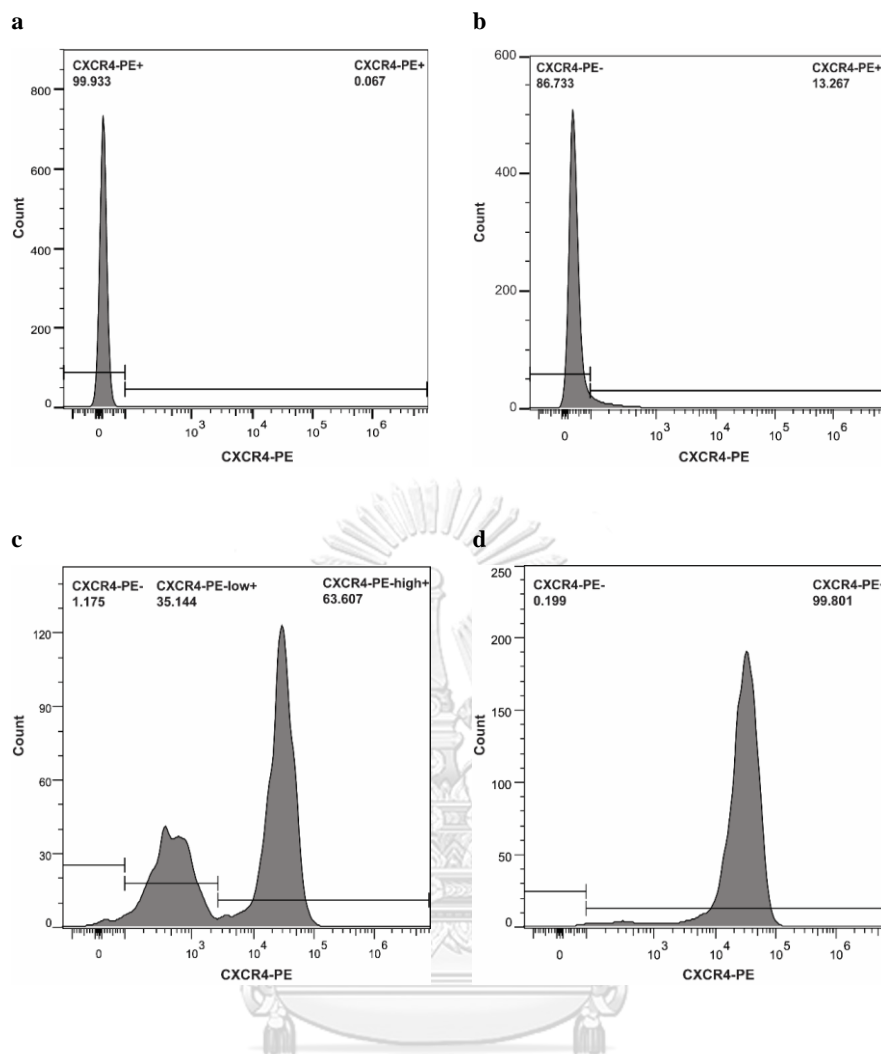 a
CXCR4-PE+ CXCR4-PE+
99.933 0.067
800
600
400
200
0
Count
0 10³ 10⁴ 10⁵ 10⁶
CXCR4-PE
b
600
CXCR4-PE- CXCR4-PE+
86.733 13.267
400
200
0
Count
0 10³ 10⁴ 10⁵ 10⁶
CXCR4-PE
c
CXCR4-PE- CXCR4-PE-low+ CXCR4-PE-high+
1.175 35.144 63.607
120
90
60
30
0
Count
0 10³ 10⁴ 10⁵ 10⁶
CXCR4-PE
d
250
CXCR4-PE- CXCR4-PE+
0.199 99.801
200
150
100
50
0
Count
0 10³ 10⁴ 10⁵ 10⁶
CXCR4-PE